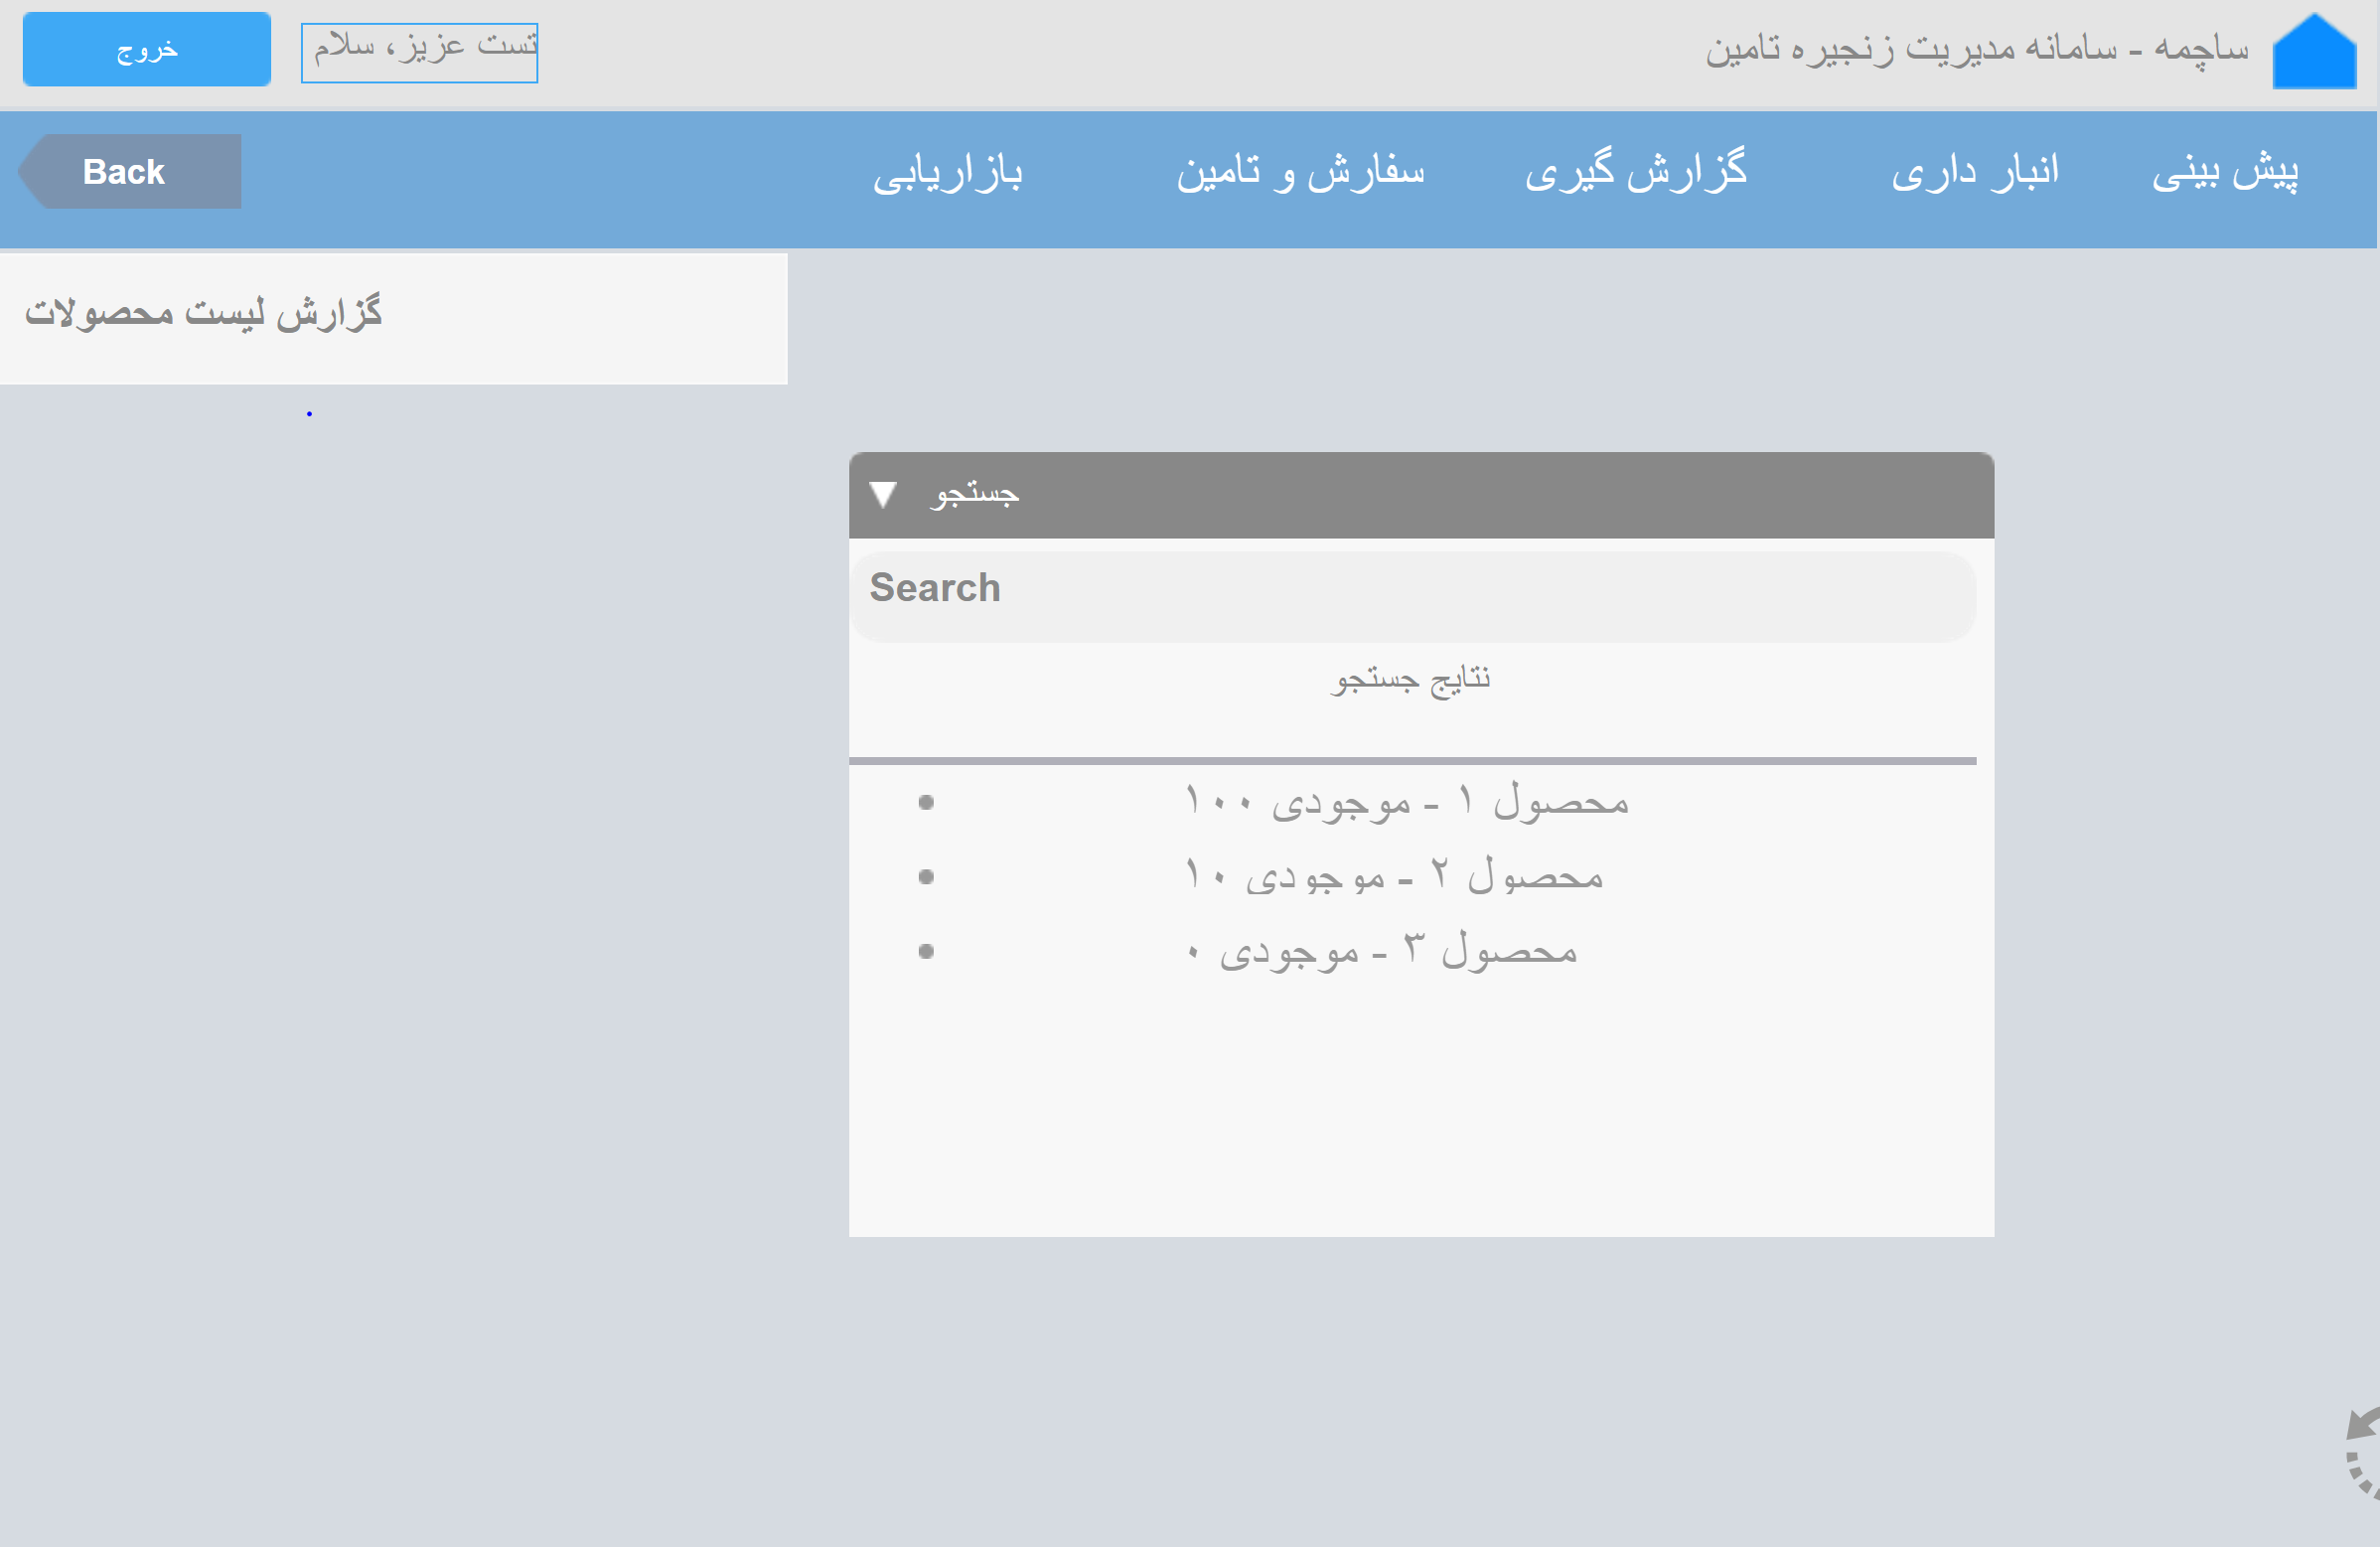 ساچمه - سامانه مدیریت زنجیره تامین
تست عزیز، سلام
خروج
پیش بینی
انبار داری
گزارش گیری
سفارش و تامین
بازاریابی
Back
گزارش لیست محصولات
جستجو
Search
نتایج جستجو
محصول ۱ - موجودی ۱۰۰
محصول ۲ - موجودی ۱۰
محصول ۳ - موجودی ۰